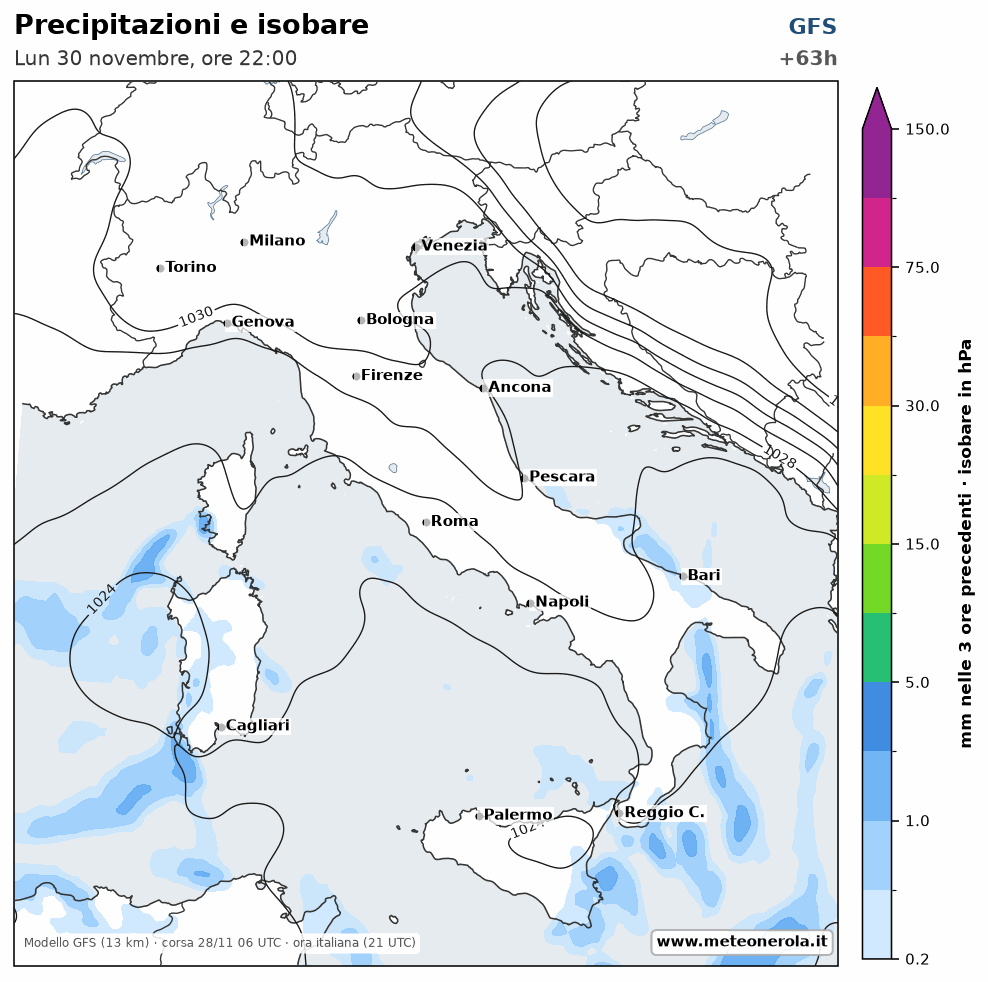 Precipitazioni e isobare
GFS
Lun 30 novembre, ore 22:00
+63h
150.0
75.0
30.0
15.0
5.0
1.0
0.2
mm nelle 3 ore precedenti · isobare in hPa
Milano
Venezia
Torino
1030
Genova
Bologna
Firenze
Ancona
1028
Pescara
Roma
Bari
1024
Napoli
Cagliari
Palermo
Reggio C.
Modello GFS (13 km) · corsa 28/11 06 UTC · ora italiana (21 UTC)
www.meteonerola.it